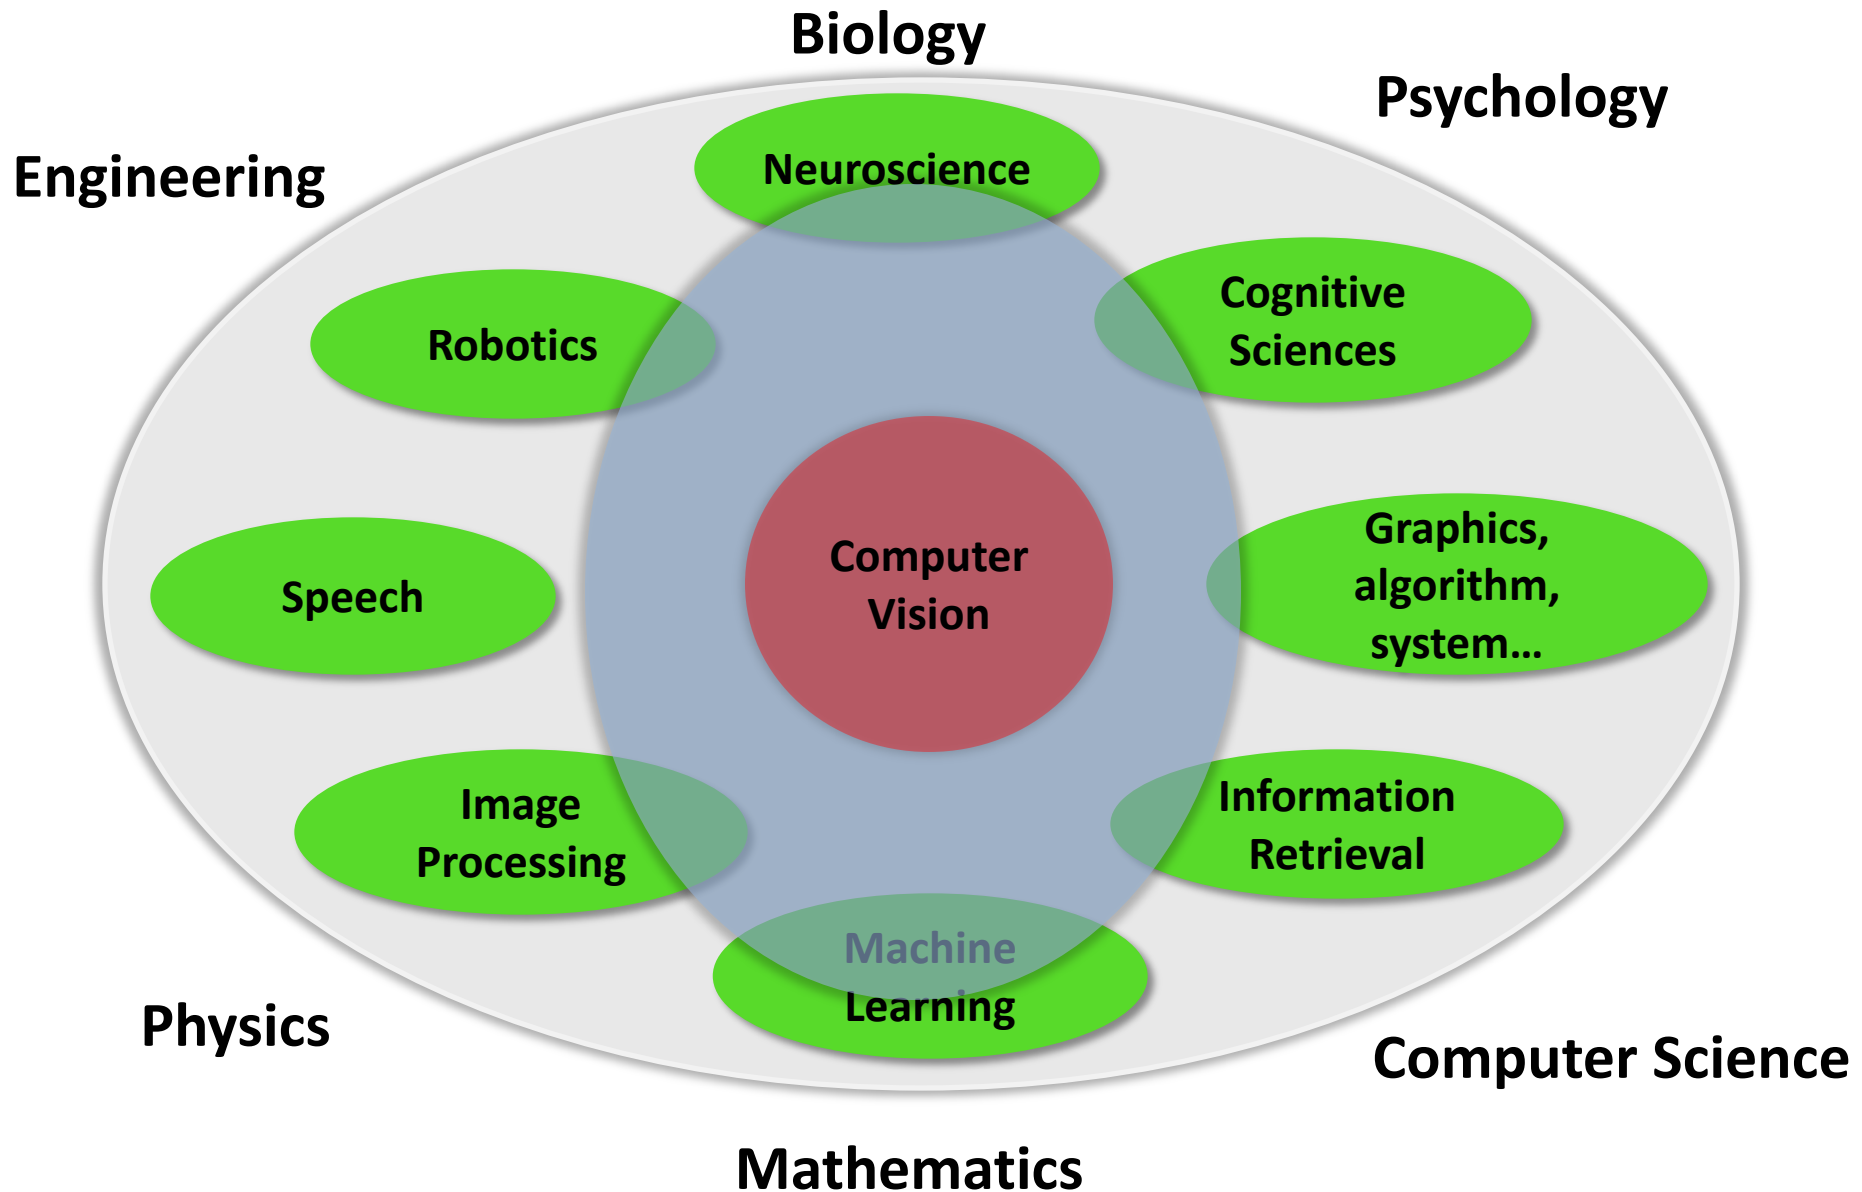 Biology
Psychology
Engineering
Neuroscience
Cognitive
Sciences
Robotics
Graphics,
algorithm,
system...
Computer
Vision
Speech
Image
Processing
Information
Retrieval
Machine
Learning
Physics
Computer Science
Mathematics